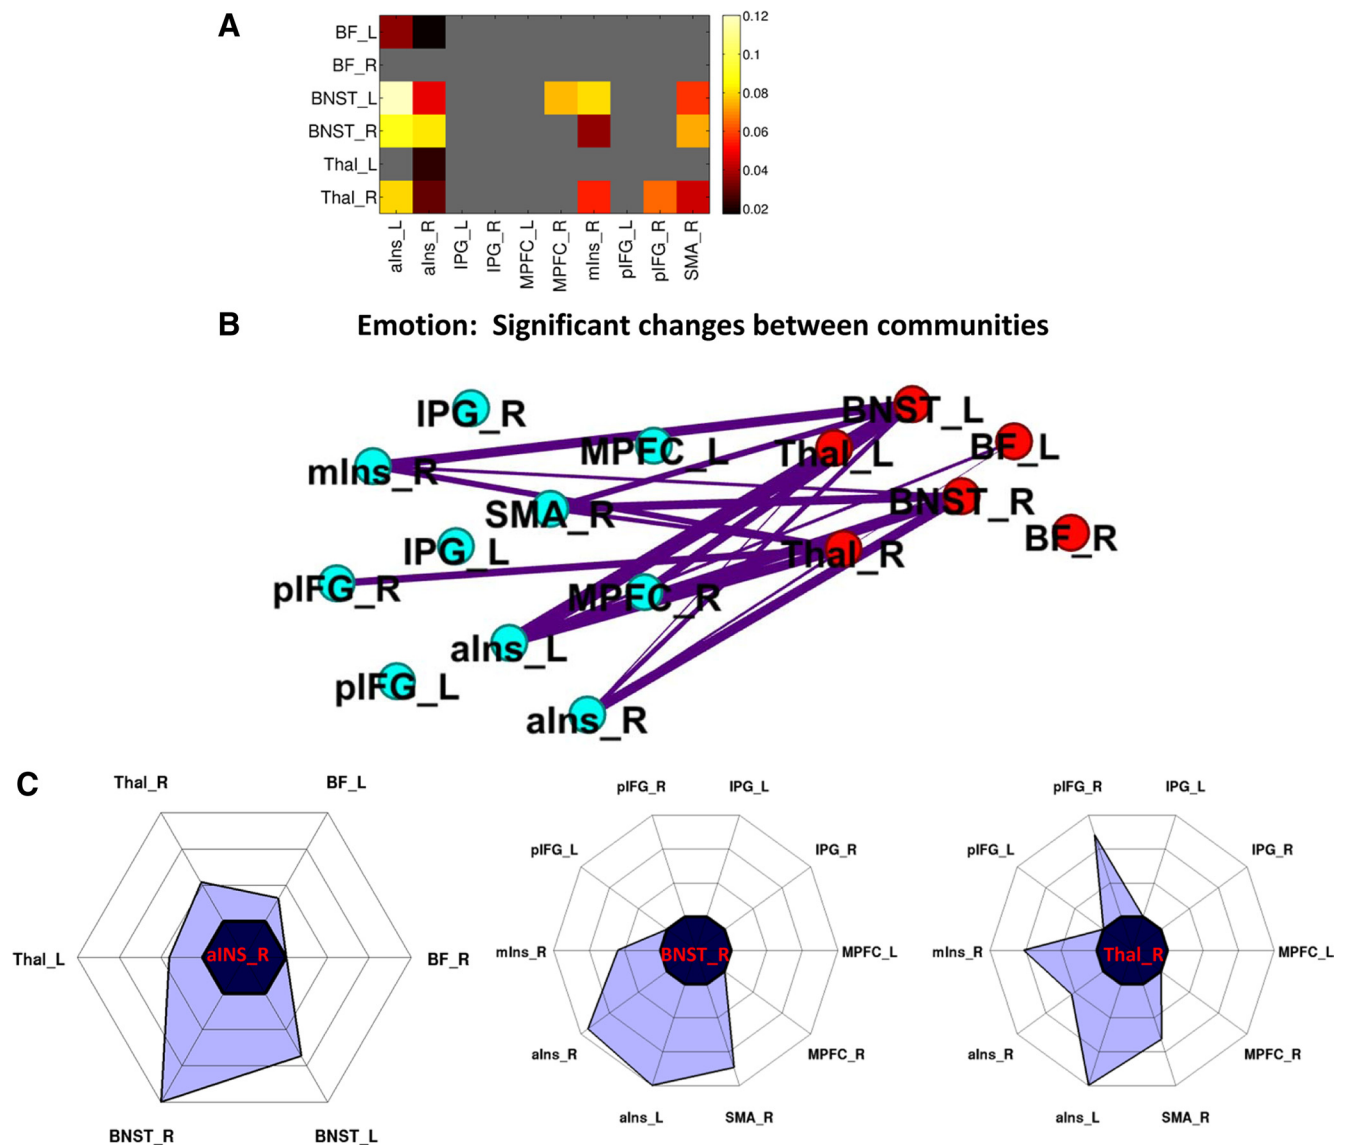 A
BF_L
BF_R
BNST_L
BNST_R
Thal_L
Thal_R
0.12
0.1
0.08
0.06
0.04
0.02
aIns_L
aIns_R
IPG_L
IPG_R
MPFC_L
MPFC_R
mIns_R
pIFG_L
pIFG_R
SMA_R
B
Emotion: Significant changes between communities
IPG_R
BNST_L
MPFC_L
Thal_L
BF_L
mIns_R
SMA_R
BNST_R
IPG_L
Thal_R
BF_R
pIFG_R
MPFC_R
aIns_L
pIFG_L
aIns_R
C
Thal_R
BF_L
Thal_L
aINS_R
BF_R
BNST_R
BNST_L
pIFG_R
IPG_L
pIFG_L
IPG_R
mIns_R
BNST_R
MPFC_L
aIns_R
MPFC_R
aIns_L
SMA_R
pIFG_R
IPG_L
pIFG_L
IPG_R
mIns_R
Thal_R
MPFC_L
aIns_R
MPFC_R
aIns_L
SMA_R